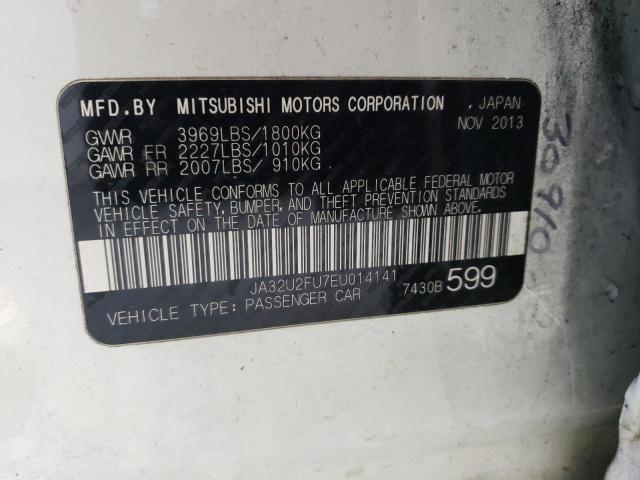 MFD.BY MITSUBISHI MOTORS CORPORATION , JAPAN
NOV 2013
GVWR 3969LBS/1800KG
GAWR FR 2227LBS/1010KG
GAWR RR 2007LBS/ 910KG
THIS VEHICLE CONFORMS TO ALL APPLICABLE FEDERAL MOTOR
VEHICLE SAFETY, BUMPER, AND THEFT PREVENTION STANDARDS
IN EFFECT ON THE DATE OF MANUFACTURE SHOWN ABOVE.
JA32U2FU7EU014141
7430B 599
VEHICLE TYPE: PASSENGER CAR
30910